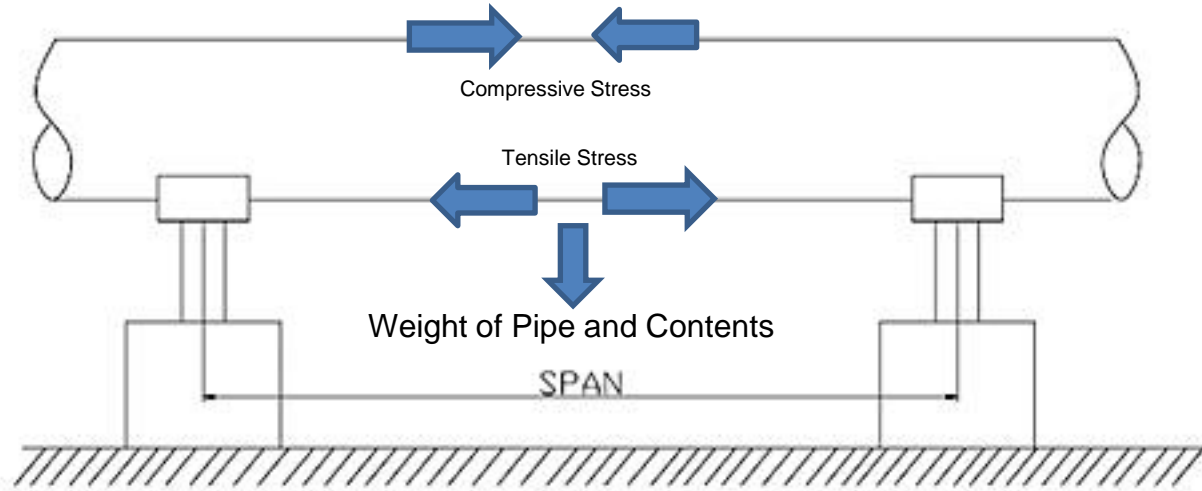 Compressive Stress
Tensile Stress
Weight of Pipe and Contents
SPAN